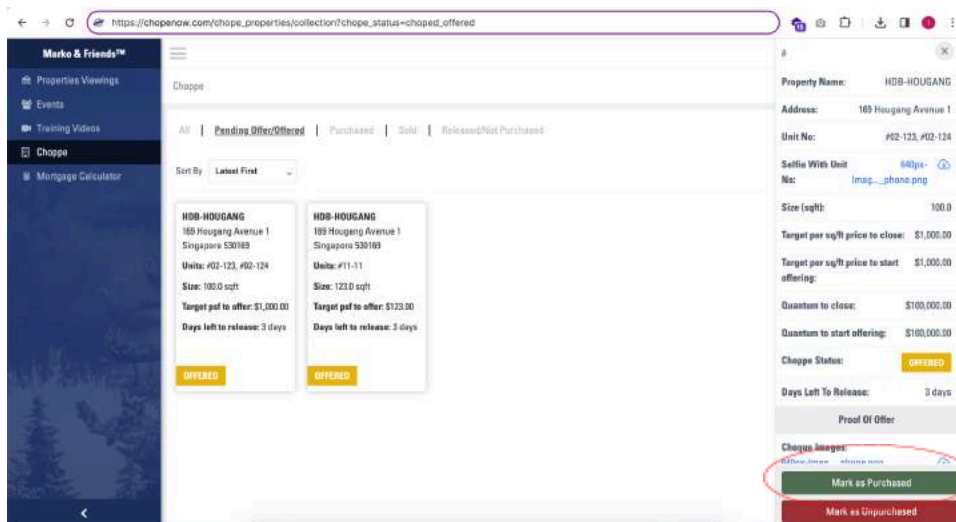 https://chopenow.com/chope_properties/collection?chope_status=choped_offered
Marko & Friends™
Properties Viewings
Events
Training Videos
Choppe
Mortgage Calculator
Choppe
All | Pending Offer/Offered | Purchased | Sold | Released/Not Purchased
Sort By Latest First
HDB-HOUGANG
169 Hougang Avenue 1
Singapore 530169
Units: #02-123, #02-124
Size: 100.0 sqft
Target psf to offer: $1,000.00
Days left to release: 3 days
OFFERED
HDB-HOUGANG
169 Hougang Avenue 1
Singapore 530169
Units: #11-11
Size: 123.0 sqft
Target psf to offer: $123.00
Days left to release: 3 days
OFFERED
#
Property Name: HDB-HOUGANG
Address: 169 Hougang Avenue 1
Unit No: #02-123, #02-124
Selfie With Unit 640px-
No: Imag..._phone.png
Size (sqft): 100.0
Target per sq/ft price to close: $1,000.00
Target per sq/ft price to start $1,000.00
offering:
Quantum to close: $100,000.00
Quantum to start offering: $100,000.00
Choppe Status: OFFERED
Days Left To Release: 3 days
Proof Of Offer
Cheque Images:
Mark as Purchased
Mark as Unpurchased